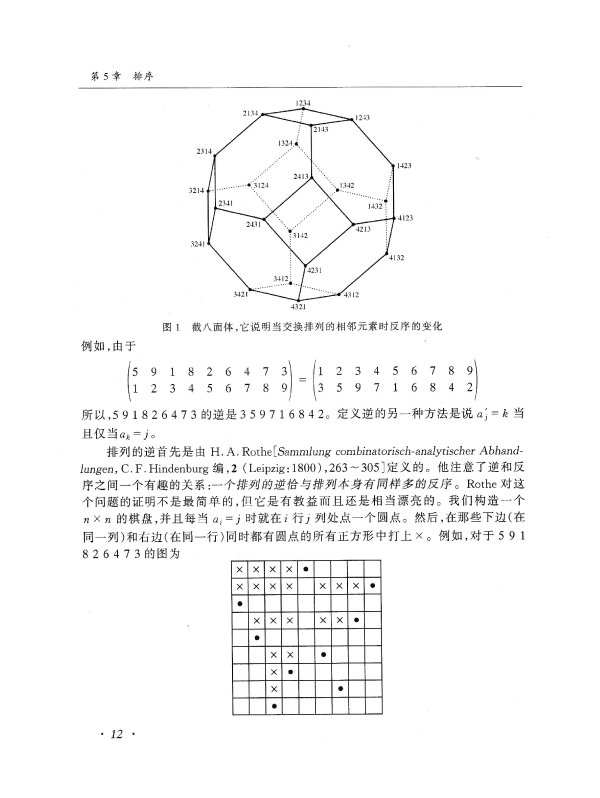 第5章 排序
1234
2134
1243
2143
1324
2314
1423
2413
3124
1342
3214
1432
2341
4123
2431
4213
3142
3241
4132
4231
3412
3421
4312
4321
图1 截八面体,它说明当交换排列的相邻元素时反序的变化
例如,由于
5 9 1 8 2 6 4 7 3
1 2 3 4 5 6 7 8 9
=
1 2 3 4 5 6 7 8 9
3 5 9 7 1 6 8 4 2
所以,5 9 1 8 2 6 4 7 3 的逆是 3 5 9 7 1 6 8 4 2。定义逆的另一种方法是说 a′ⱼ = k 当
且仅当 aₖ = j。
排列的逆首先是由 H. A. Rothe[Sammlung combinatorisch-analytischer Abhand-
lungen, C. F. Hindenburg 编, 2 (Leipzig:1800), 263~305]定义的。他注意了逆和反
序之间一个有趣的关系:一个排列的逆恰与排列本身有同样多的反序。Rothe 对这
个问题的证明不是最简单的,但它是有教益而且还是相当漂亮的。我们构造一个
n × n 的棋盘,并且每当 aᵢ = j 时就在 i 行 j 列处点一个圆点。然后,在那些下边(在
同一列)和右边(在同一行)同时都有圆点的所有正方形中打上×。例如,对于 5 9 1
8 2 6 4 7 3 的图为
× × × × •
× × × × × × × •
•
× × × × × •
•
× × •
× •
× •
•
· 12 ·